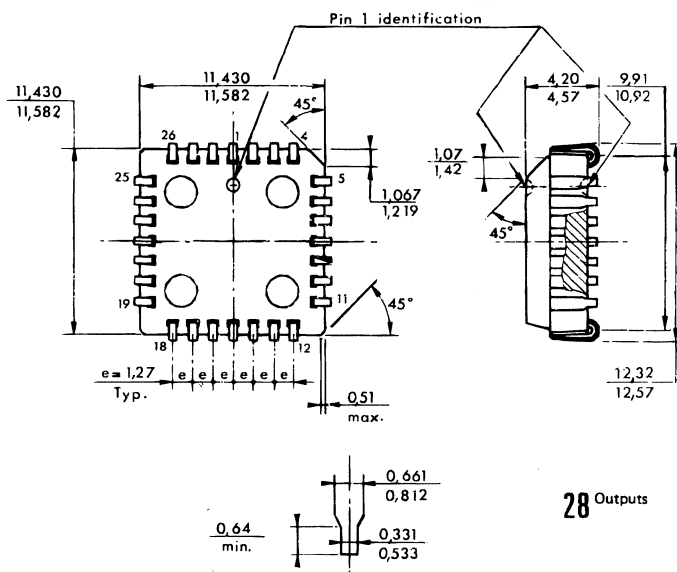 Pin 1 identification
11,430
11,582
11,430
11,582
45°
4,20
4,57
9,91
10,92
26
1
4
25
5
1,067
1,219
1,07
1,42
45°
19
11
45°
18
12
e = 1,27
Typ.
e
e
e
e
e
0,51
max.
12,32
12,57
0,661
0,812
0,64
min.
0,331
0,533
28 Outputs